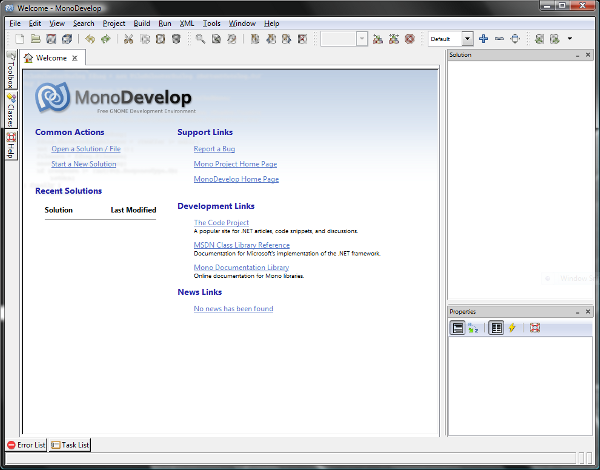 Welcome - MonoDevelop
File Edit View Search Project Build Run XML Tools Window Help
Default
Welcome
Solution
Toolbox
Classes
Help
MonoDevelop
Free GNOME Development Environment
Common Actions
Open a Solution / File
Start a New Solution
Recent Solutions
Solution Last Modified
Support Links
Report a Bug
Mono Project Home Page
MonoDevelop Home Page
Development Links
The Code Project
A popular site for .NET articles, code snippets, and discussions.
MSDN Class Library Reference
Documentation for Microsoft's implementation of the .NET framework.
Mono Documentation Library
Online documentation for Mono libraries.
News Links
No news has been found
Properties
Error List Task List